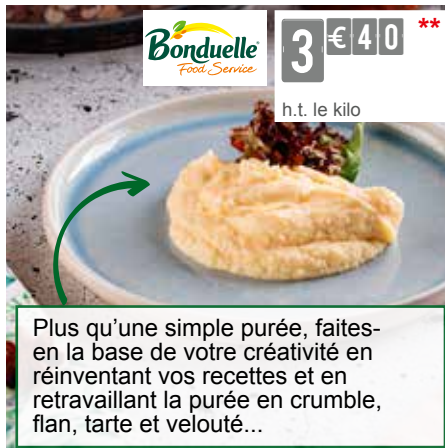 Bonduelle
Food Service
3 €40 **
h.t. le kilo
Plus qu'une simple purée, faites-
en la base de votre créativité en
réinventant vos recettes et en
retravaillant la purée en crumble,
flan, tarte et velouté...